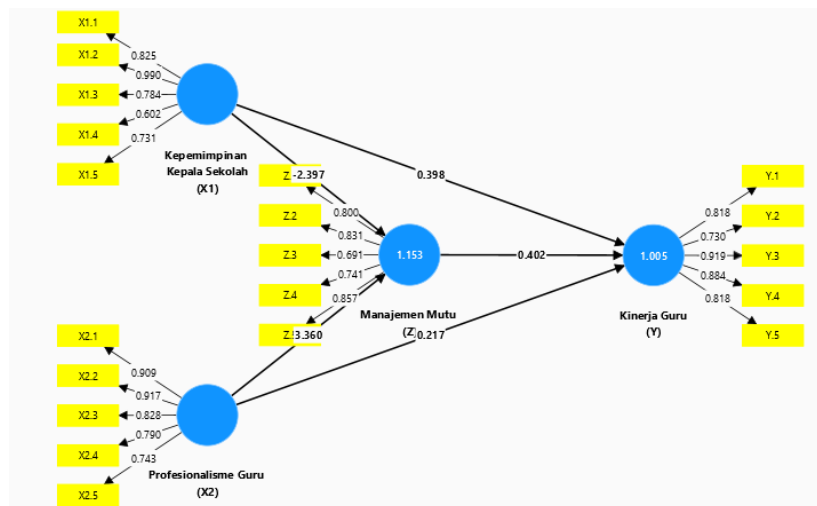 X1.1
X1.2
X1.3
X1.4
X1.5
0.825
0.990
0.784
0.602
0.731
Kepemimpinan
Kepala Sekolah
(X1)
-2.397
0.398
Z.2
Z.3
Z.4
0.800
0.831
0.691
0.741
0.857
1.153
Manajemen Mutu
(Z)
0.402
3.360
0.217
1.005
Kinerja Guru
(Y)
0.818
0.730
0.919
0.884
0.818
Y.1
Y.2
Y.3
Y.4
Y.5
X2.1
X2.2
X2.3
X2.4
X2.5
0.909
0.917
0.828
0.790
0.743
Profesionalisme Guru
(X2)